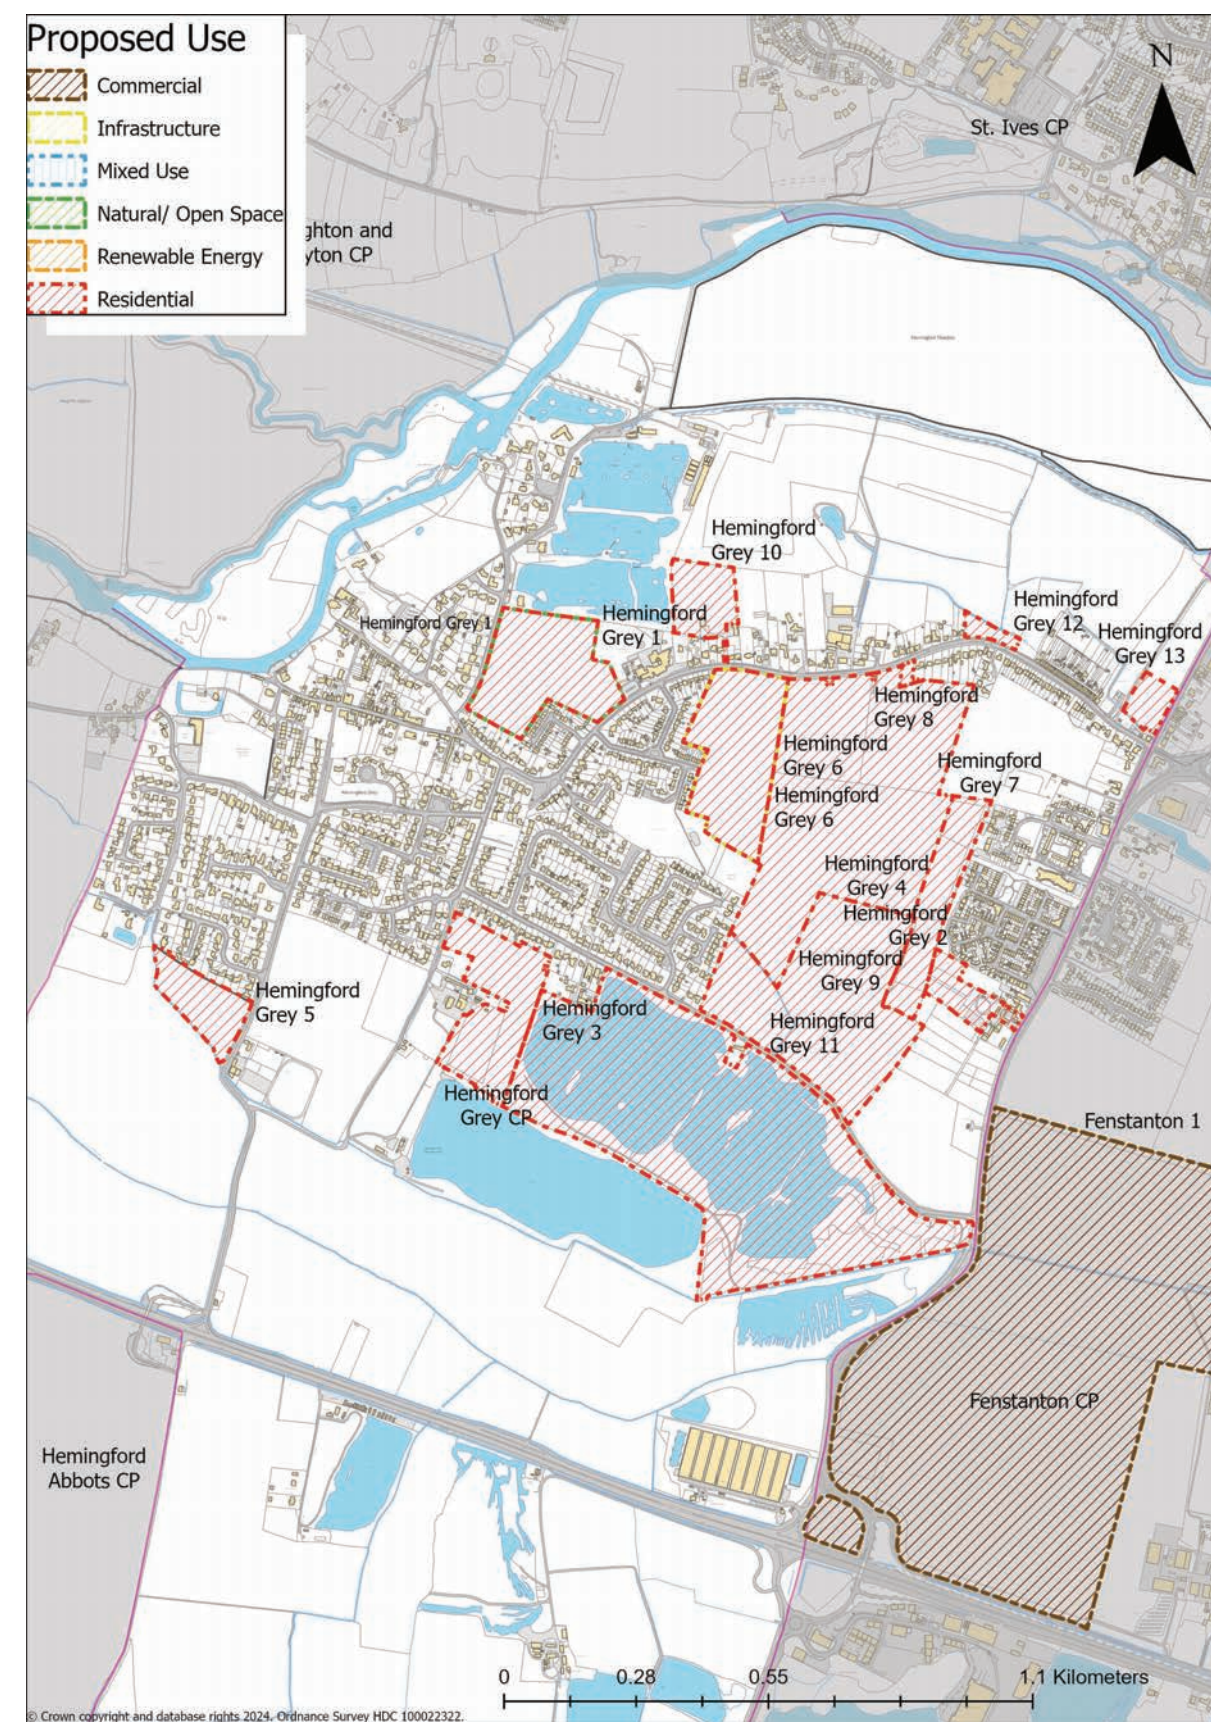 Proposed Use
Commercial
Infrastructure
Mixed Use
Natural/ Open Space
Renewable Energy
Residential
N
St. Ives CP
ghton and
yton CP
Hemingford
Grey 10
Hemingford Grey 1
Hemingford
Grey 1
Hemingford
Grey 12
Hemingford
Grey 13
Hemingford
Grey 8
Hemingford
Grey 6
Hemingford
Grey 7
Hemingford
Grey 6
Hemingford
Grey 4
Hemingford
Grey 2
Hemingford
Grey 9
Hemingford
Grey 5
Hemingford
Grey 3
Hemingford
Grey 11
Hemingford
Grey CP
Fenstanton 1
Fenstanton CP
Hemingford
Abbots CP
0 0.28 0.55 1.1 Kilometers
© Crown copyright and database rights 2024. Ordnance Survey HDC 100022322.